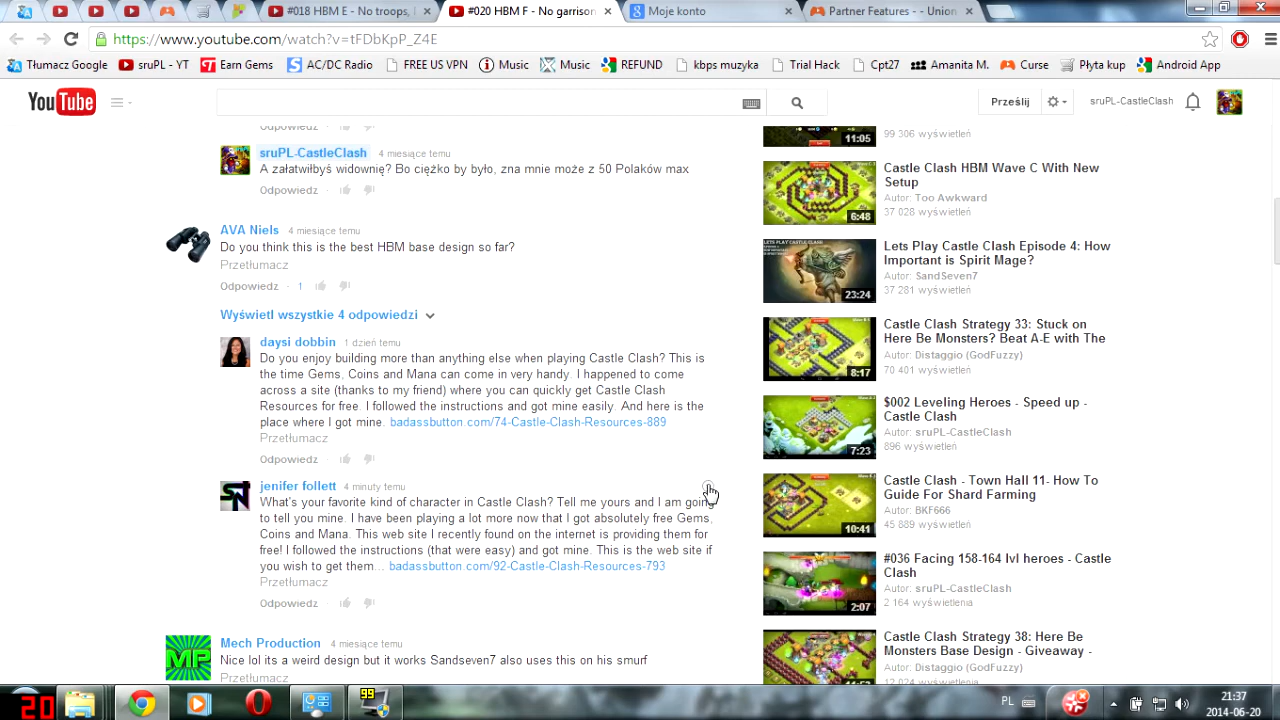 #018 HBM E - No troops,
#020 HBM F - No garrison
Moje konto
Partner Features - - Union
https://www.youtube.com/watch?v=tFDbKpP_Z4E
Tłumacz Google
sruPL - YT
Earn Gems
AC/DC Radio
FREE US VPN
Music
Music
REFUND
kbps muzyka
Trial Hack
Cpt27
Amanita M.
Curse
Płyta kup
Android App
YouTube
Prześlij
sruPL-CastleClash
Odpowiedz
sruPL-CastleClash 4 miesiące temu
A załatwiłbyś widownię? Bo ciężko by było, zna mnie może z 50 Polaków max
Odpowiedz
AVA Niels 4 miesiące temu
Do you think this is the best HBM base design so far?
Przetłumacz
Odpowiedz · 1
Wyświetl wszystkie 4 odpowiedzi
daysi dobbin 1 dzień temu
Do you enjoy building more than anything else when playing Castle Clash? This is
the time Gems, Coins and Mana can come in very handy. I happened to come
across a site (thanks to my friend) where you can quickly get Castle Clash
Resources for free. I followed the instructions and got mine easily. And here is the
place where I got mine. badassbutton.com/74-Castle-Clash-Resources-889
Przetłumacz
Odpowiedz
jenifer follett 4 minuty temu
What's your favorite kind of character in Castle Clash? Tell me yours and I am going
to tell you mine. I have been playing a lot more now that I got absolutely free Gems,
Coins and Mana. This web site I recently found on the internet is providing them for
free! I followed the instructions (that were easy) and got mine. This is the web site if
you wish to get them... badassbutton.com/92-Castle-Clash-Resources-793
Przetłumacz
Odpowiedz
Mech Production 4 miesiące temu
Nice lol its a weird design but it works Sandseven7 also uses this on his smurf
Przetłumacz
11:05
99 306 wyświetleń
6:48
Castle Clash HBM Wave C With New
Setup
Autor: Too Awkward
37 028 wyświetleń
23:24
Lets Play Castle Clash Episode 4: How
Important is Spirit Mage?
Autor: SandSeven7
37 281 wyświetleń
8:17
Castle Clash Strategy 33: Stuck on
Here Be Monsters? Beat A-E with The
Autor: Distaggio (GodFuzzy)
70 401 wyświetleń
7:23
$002 Leveling Heroes - Speed up -
Castle Clash
Autor: sruPL-CastleClash
896 wyświetleń
10:41
Castle Clash - Town Hall 11- How To
Guide For Shard Farming
Autor: BKF666
45 889 wyświetleń
2:07
#036 Facing 158-164 lvl heroes - Castle
Clash
Autor: sruPL-CastleClash
2 164 wyświetlenia
Castle Clash Strategy 38: Here Be
Monsters Base Design - Giveaway -
Autor: Distaggio (GodFuzzy)
12 024 wyświetlenia
20
99
PL
21:37
2014-06-20